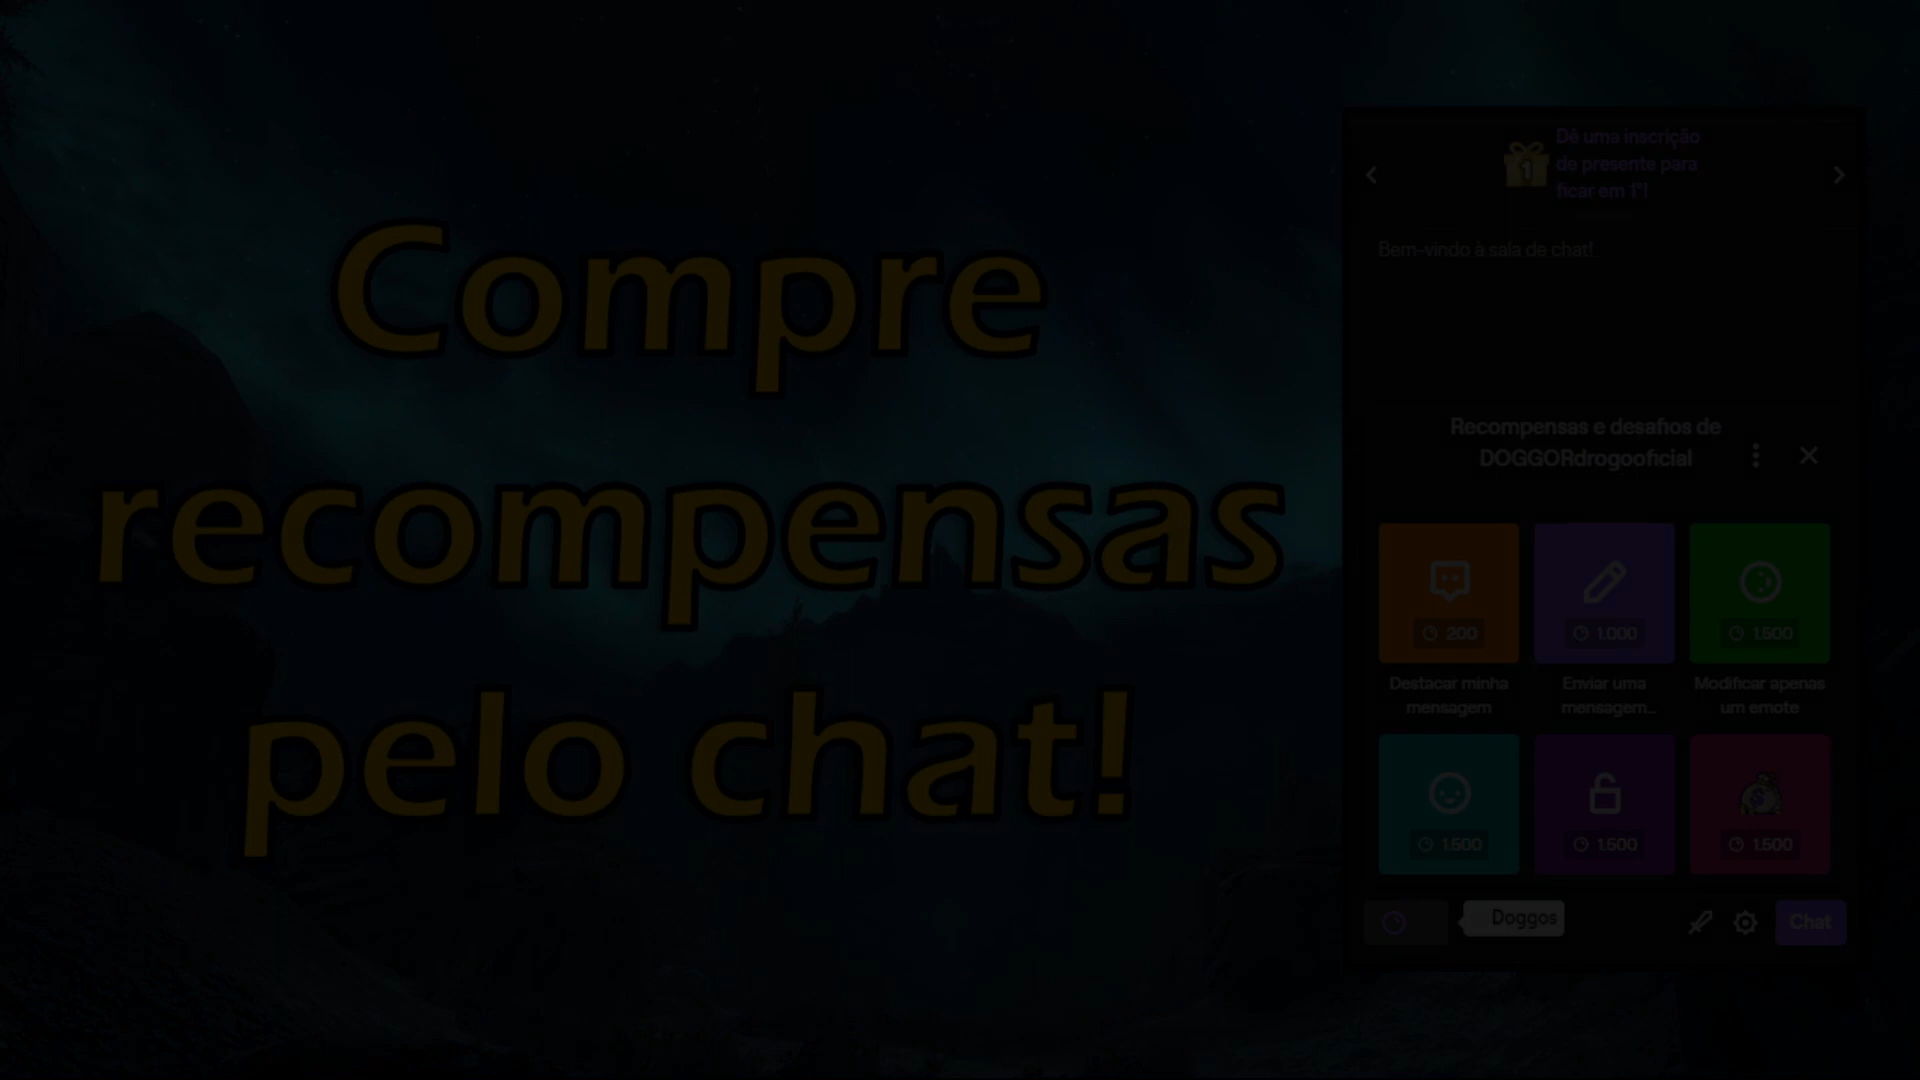 Compre
recompensas
pelo chat!
Dê uma inscrição
de presente para
ficar em 1º!
1
Bem-vindo à sala de chat!
Recompensas e desafios de
DOGGORdrogooficial
200
1.000
1.500
Destacar minha
mensagem
Enviar uma
mensagem...
Modificar apenas
um emote
1.500
1.500
1.500
Doggos
Chat